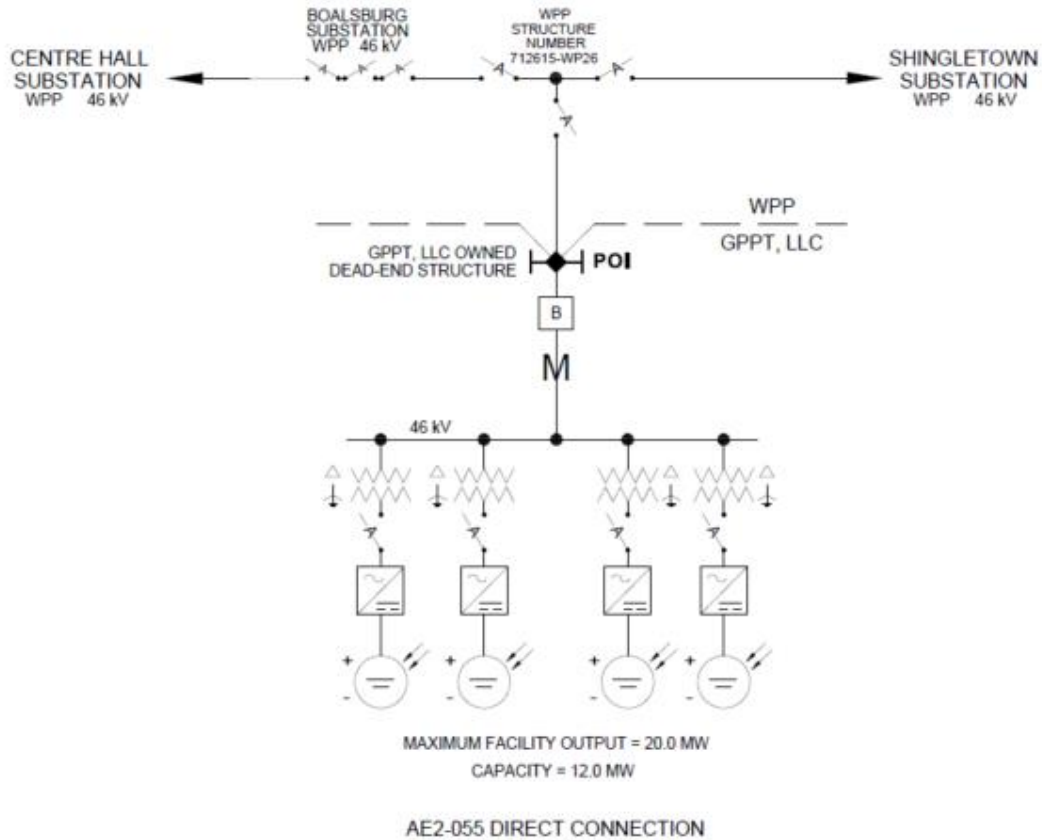 BOALSBURG
SUBSTATION
WPP 46 kV
WPP
STRUCTURE
NUMBER
712615-WP26
CENTRE HALL
SUBSTATION
WPP 46 kV
SHINGLETOWN
SUBSTATION
WPP 46 kV
WPP
GPPT, LLC
GPPT, LLC OWNED
DEAD-END STRUCTURE
POI
B
M
46 kV
+
-
+
-
+
-
+
-
MAXIMUM FACILITY OUTPUT = 20.0 MW
CAPACITY = 12.0 MW
AE2-055 DIRECT CONNECTION